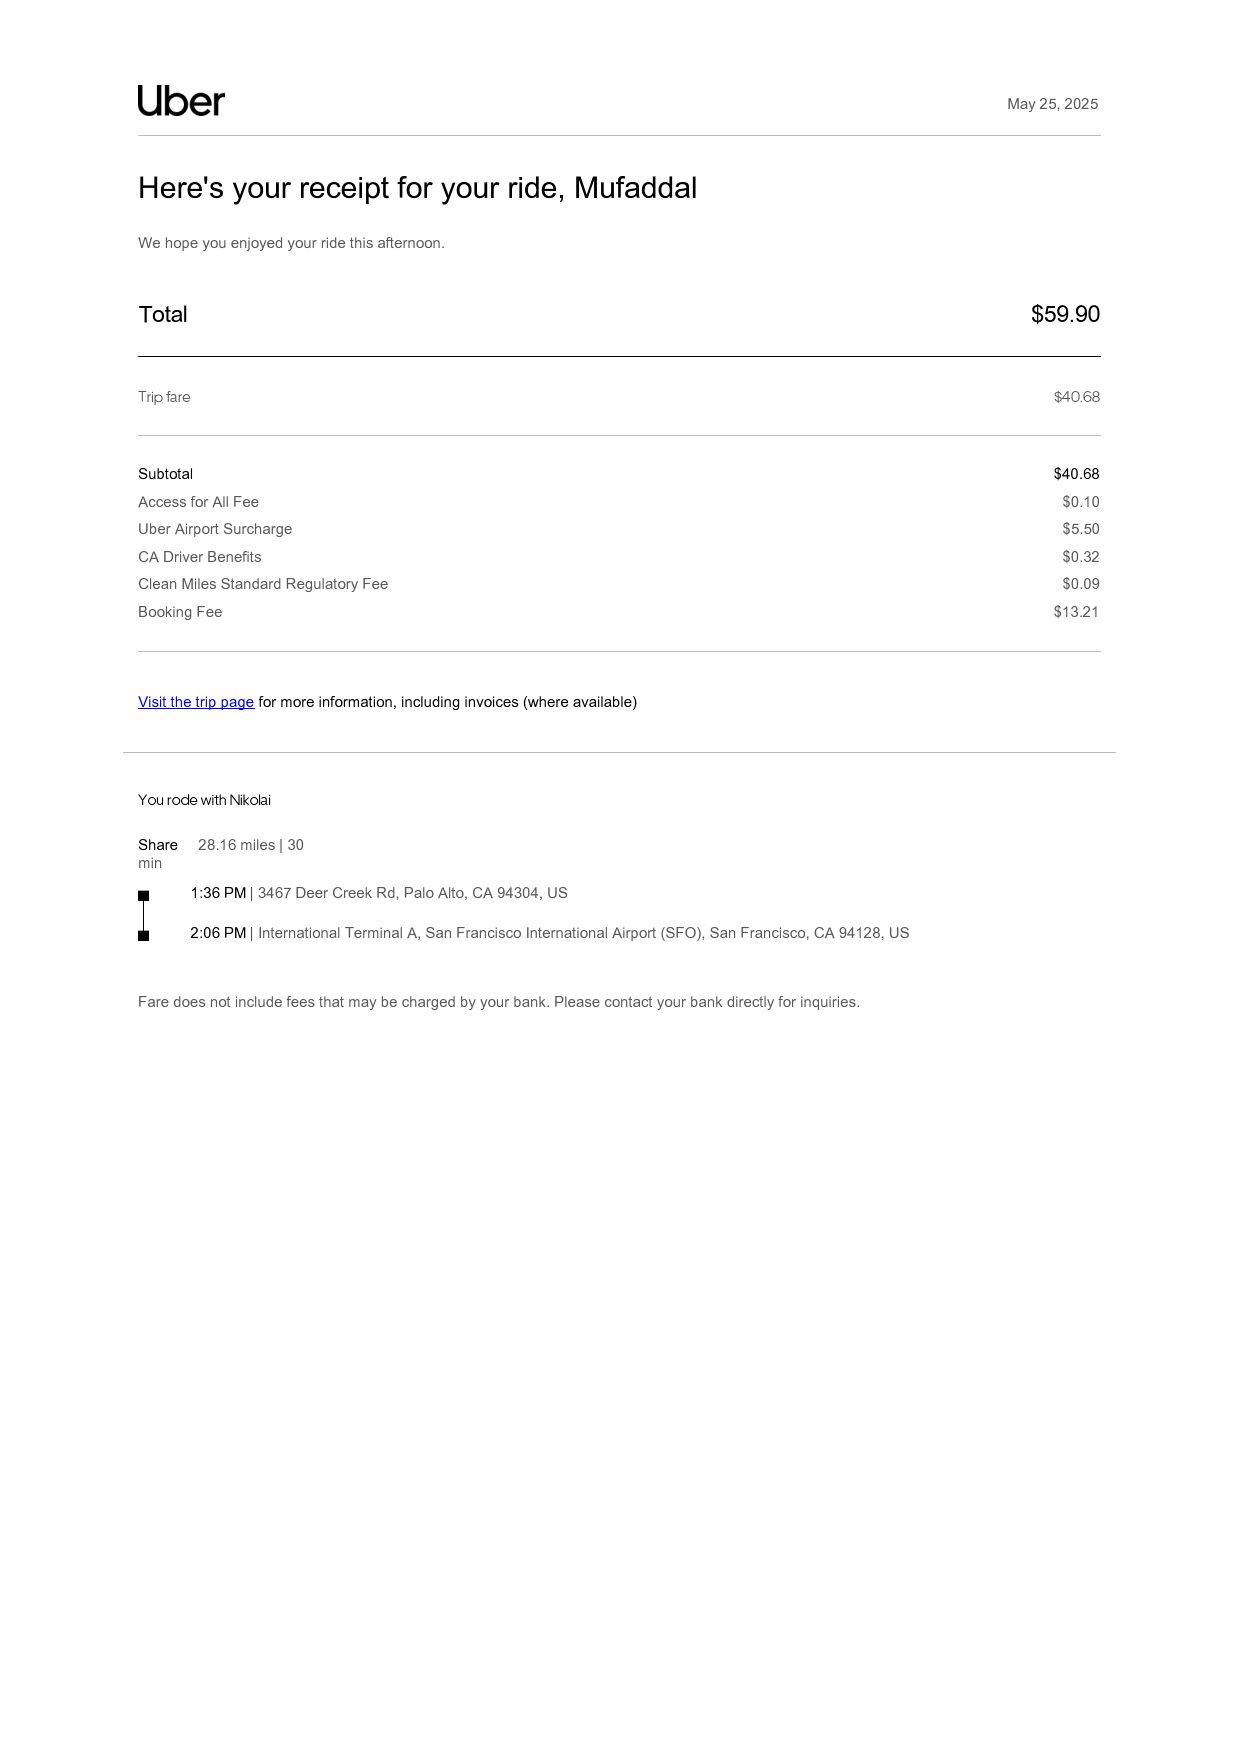 Uber
May 25, 2025
Here's your receipt for your ride, Mufaddal
We hope you enjoyed your ride this afternoon.
Total $59.90
Trip fare $40.68
Subtotal $40.68
Access for All Fee $0.10
Uber Airport Surcharge $5.50
CA Driver Benefits $0.32
Clean Miles Standard Regulatory Fee $0.09
Booking Fee $13.21
Visit the trip page for more information, including invoices (where available)
You rode with Nikolai
Share 28.16 miles | 30
min
1:36 PM | 3467 Deer Creek Rd, Palo Alto, CA 94304, US
2:06 PM | International Terminal A, San Francisco International Airport (SFO), San Francisco, CA 94128, US
Fare does not include fees that may be charged by your bank. Please contact your bank directly for inquiries.